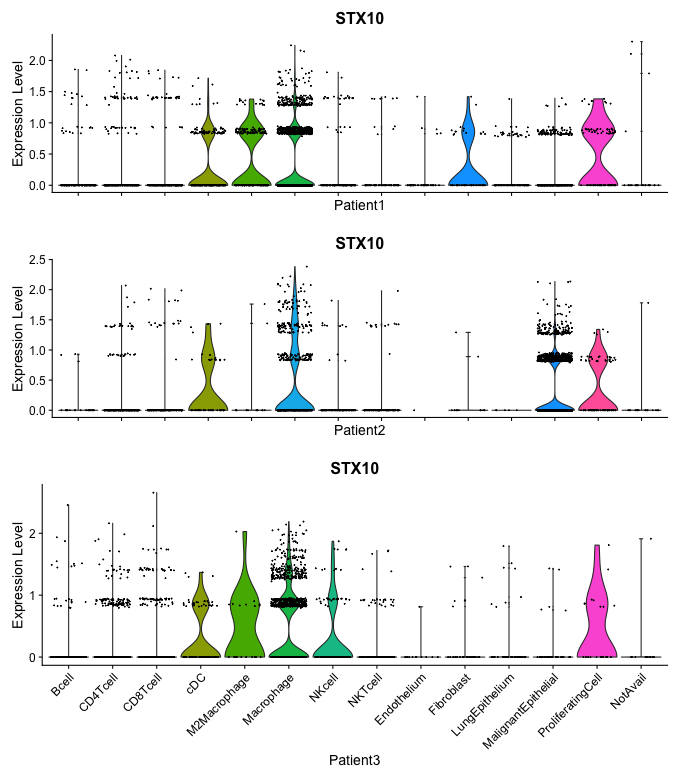 STX10
Expression Level
2.0
1.5
1.0
0.5
0.0
Patient1
STX10
Expression Level
2.5
2.0
1.5
1.0
0.5
0.0
Patient2
STX10
Expression Level
2
1
0
Bcell
CD4Tcell
CD8Tcell
cDC
M2Macrophage
Macrophage
NKcell
NKTcell
Endothelium
Fibroblast
LungEpithelium
MalignantEpithelial
ProliferatingCell
NotAvail
Patient3